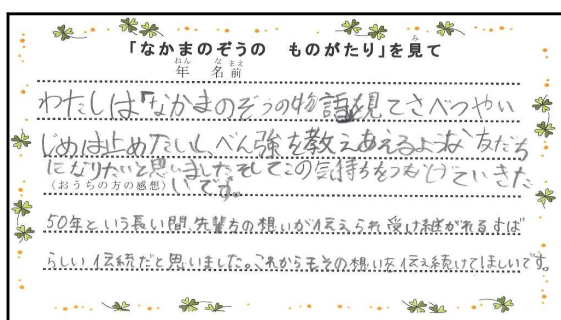 「なかまのぞうの ものがたり」を見て
年 名前
わたしは「なかまのぞうの物語見てさべつやい
じめは止めたいし、べん強を教えあえるような友だち
になりたいと思いましたそしてこの気持ちをつなげていきた
いです。
(おうちの方の感想)
50年という長い間、先輩方の想いが伝えられ受け継がれるすば
らしい伝統だと思いました。これからもその想いを伝え続けてほしいです。